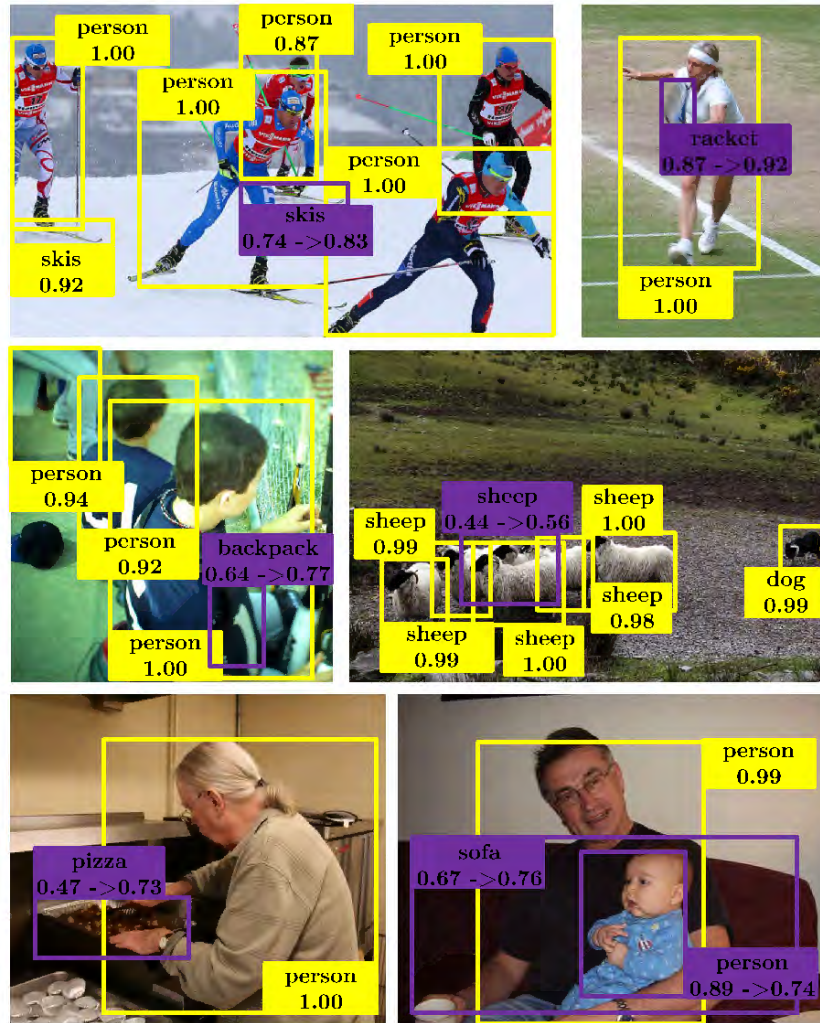 person
1.00
person
0.87
person
1.00
person
1.00
person
1.00
skis
0.74 ->0.83
skis
0.92
racket
0.87 ->0.92
person
1.00
person
0.94
person
0.92
backpack
0.64 ->0.77
person
1.00
sheep
0.99
sheep
0.44 ->0.56
sheep
1.00
dog
0.99
sheep
0.98
sheep
0.99
sheep
1.00
pizza
0.47 ->0.73
person
1.00
person
0.99
sofa
0.67 ->0.76
person
0.89 ->0.74